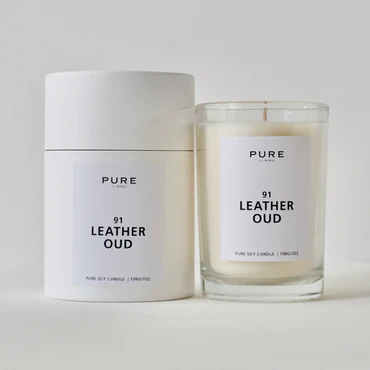 PURE
91
LEATHER
OUD
PURE SOY CANDLE | 198G/7OZ
PURE
91
LEATHER
OUD
PURE SOY CANDLE | 198G/7OZ